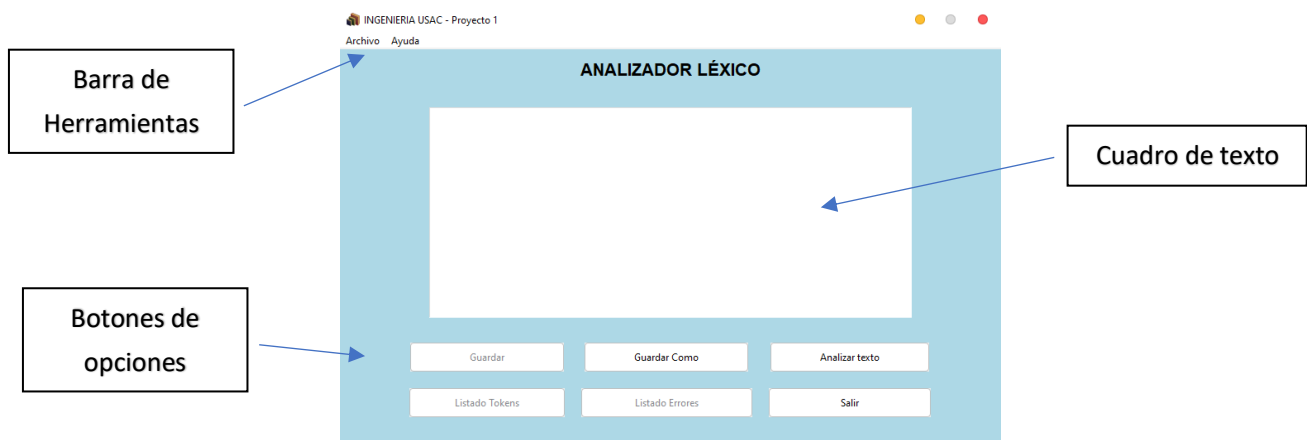 INGENIERIA USAC - Proyecto 1
Archivo Ayuda
Barra de
Herramientas
ANALIZADOR LÉXICO
Cuadro de texto
Botones de
opciones
Guardar Guardar Como Analizar texto
Listado Tokens Listado Errores Salir